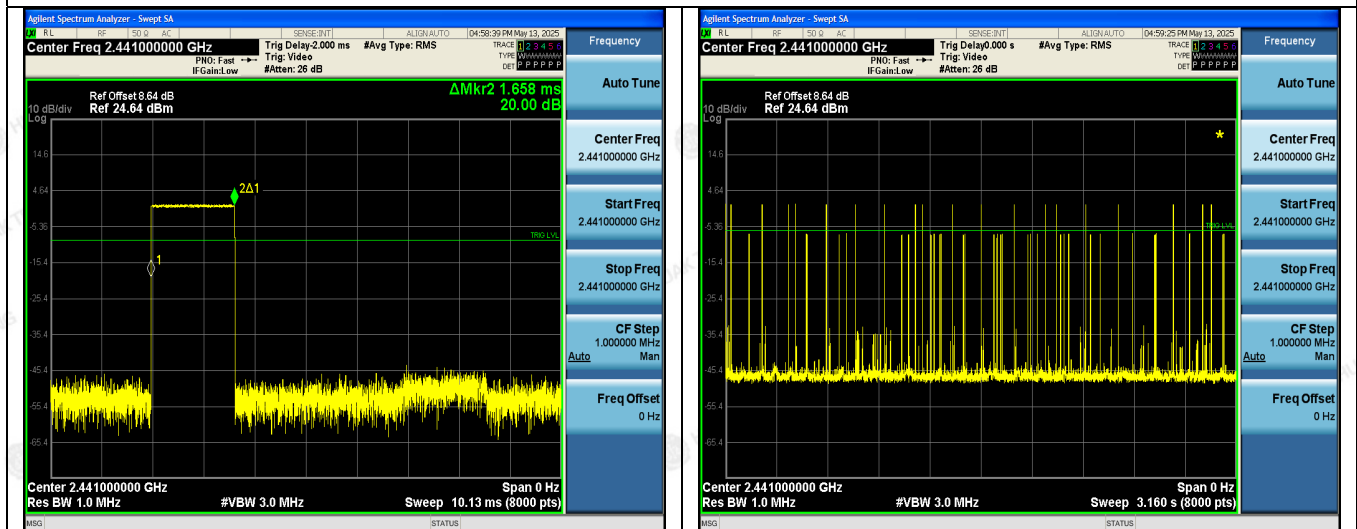 Agilent Spectrum Analyzer - Swept SA
LXI RL RF 50 Ω AC SENSE:INT ALIGN AUTO 04:58:39 PM May 13, 2025
Center Freq 2.441000000 GHz
PNO: Fast
IFGain:Low
Trig Delay-2.000 ms
Trig: Video
#Atten: 26 dB
#Avg Type: RMS
TRACE 1 2 3 4 5 6
TYPE WWWWWW
DET P P P P P P
ΔMkr2 1.658 ms
20.00 dB
Ref Offset 8.64 dB
10 dB/div Ref 24.64 dBm
Log
14.6
4.64
-5.36
-15.4
-25.4
-35.4
-45.4
-55.4
-65.4
2Δ1
1
TRIG LVL
Center 2.441000000 GHz Span 0 Hz
Res BW 1.0 MHz #VBW 3.0 MHz Sweep 10.13 ms (8000 pts)
MSG STATUS
Frequency
Auto Tune
Center Freq
2.441000000 GHz
Start Freq
2.441000000 GHz
Stop Freq
2.441000000 GHz
CF Step
1.000000 MHz
Auto Man
Freq Offset
0 Hz
Agilent Spectrum Analyzer - Swept SA
LXI RL RF 50 Ω AC SENSE:INT ALIGN AUTO 04:59:25 PM May 13, 2025
Center Freq 2.441000000 GHz
PNO: Fast
IFGain:Low
Trig Delay0.000 s
Trig: Video
#Atten: 26 dB
#Avg Type: RMS
TRACE 1 2 3 4 5 6
TYPE WWWWWW
DET P P P P P P
Ref Offset 8.64 dB
10 dB/div Ref 24.64 dBm
Log
*
14.6
4.64
-5.36
-15.4
-25.4
-35.4
-45.4
-55.4
-65.4
TRIG LVL
Center 2.441000000 GHz Span 0 Hz
Res BW 1.0 MHz #VBW 3.0 MHz Sweep 3.160 s (8000 pts)
MSG STATUS
Frequency
Auto Tune
Center Freq
2.441000000 GHz
Start Freq
2.441000000 GHz
Stop Freq
2.441000000 GHz
CF Step
1.000000 MHz
Auto Man
Freq Offset
0 Hz